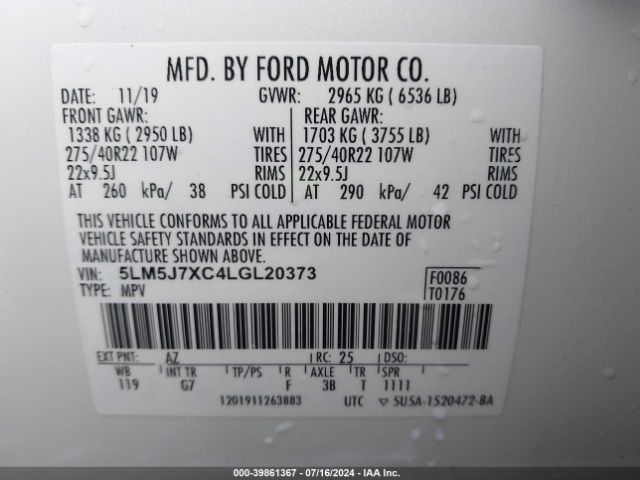 MFD. BY FORD MOTOR CO.
DATE: 11/19 GVWR: 2965 KG ( 6536 LB)
FRONT GAWR: REAR GAWR:
1338 KG ( 2950 LB) WITH 1703 KG ( 3755 LB) WITH
275/40R22 107W TIRES 275/40R22 107W TIRES
22x9.5J RIMS 22x9.5J RIMS
AT 260 kPa/ 38 PSI COLD AT 290 kPa/ 42 PSI COLD
THIS VEHICLE CONFORMS TO ALL APPLICABLE FEDERAL MOTOR
VEHICLE SAFETY STANDARDS IN EFFECT ON THE DATE OF
MANUFACTURE SHOWN ABOVE.
VIN: 5LM5J7XC4LGL20373 F0086
TYPE: MPV T0176
EXT PNT: AZ RC: 25 DSO:
WB INT TR TP/PS R AXLE TR SPR
119 G7 F 3B T 1111
1201911263883 UTC ▽ 5USA-1520472-BA
000-39861367 / 07/16/2024 - IAAI.com